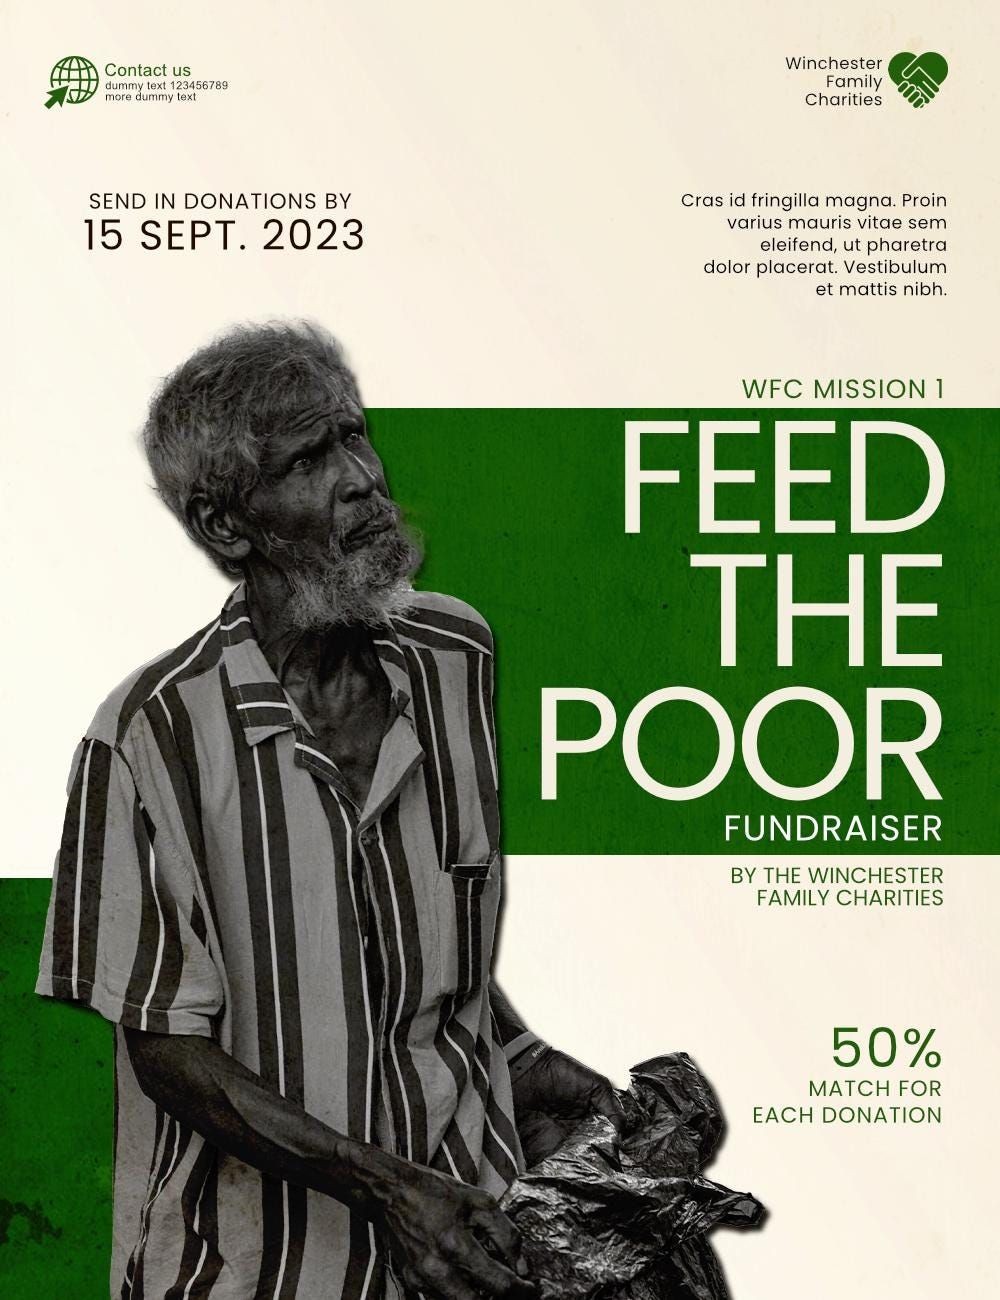 Contact us
dummy text 123456789
more dummy text
Winchester
Family
Charities
SEND IN DONATIONS BY
15 SEPT. 2023
Cras id fringilla magna. Proin
varius mauris vitae sem
eleifend, ut pharetra
dolor placerat. Vestibulum
et mattis nibh.
WFC MISSION 1
FEED
THE
POOR
FUNDRAISER
BY THE WINCHESTER
FAMILY CHARITIES
50%
MATCH FOR
EACH DONATION